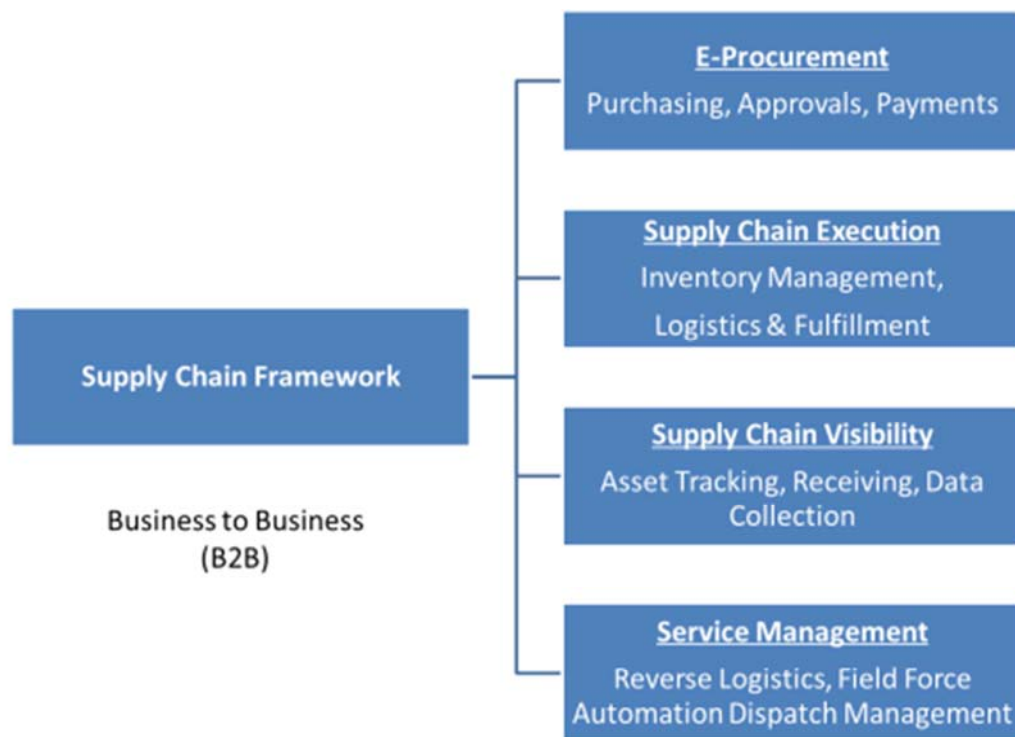 E-Procurement
Purchasing, Approvals, Payments
Supply Chain Execution
Inventory Management,
Logistics & Fulfillment
Supply Chain Framework
Business to Business
(B2B)
Supply Chain Visibility
Asset Tracking, Receiving, Data
Collection
Service Management
Reverse Logistics, Field Force
Automation Dispatch Management